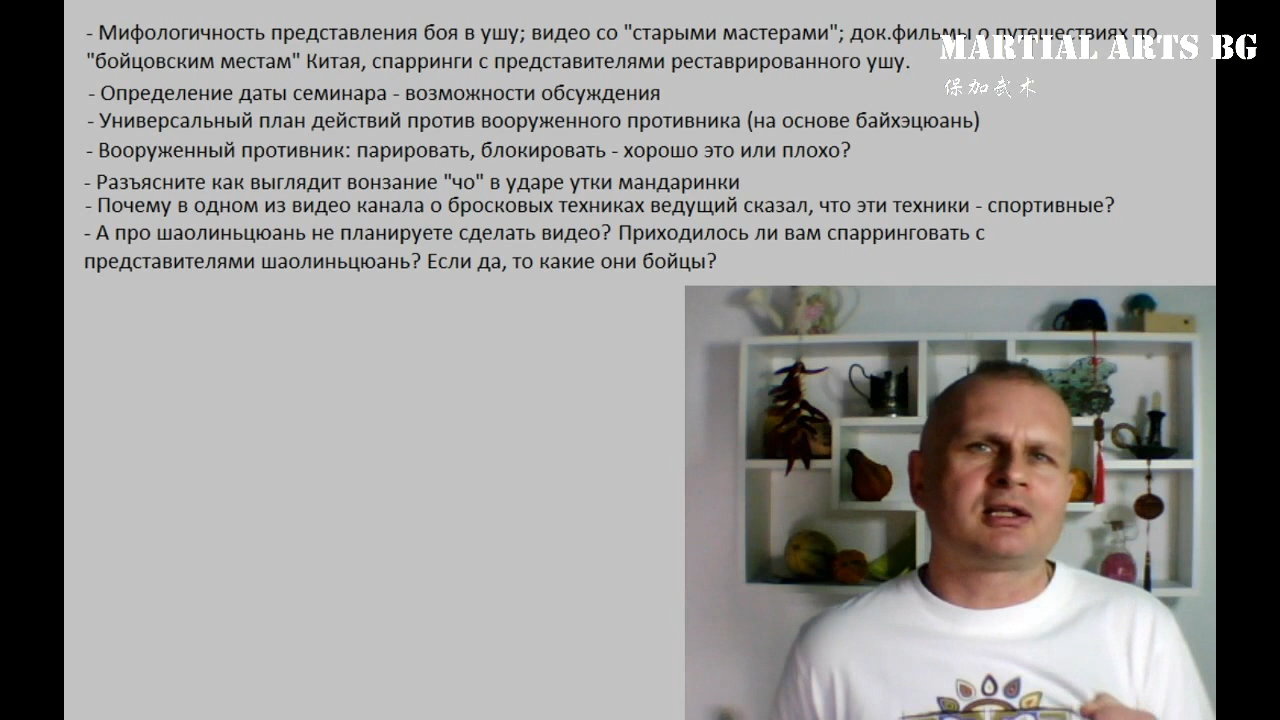 - Мифологичность представления боя в ушу; видео со "старыми мастерами"; док.фильмы о путешествиях по
"бойцовским местам" Китая, спарринги с представителями реставрированного ушу.
MARTIAL ARTS BG
保加武术
- Определение даты семинара - возможности обсуждения
- Универсальный план действий против вооруженного противника (на основе байхэцюань)
- Вооруженный противник: парировать, блокировать - хорошо это или плохо?
- Разъясните как выглядит вонзание "чо" в ударе утки мандаринки
- Почему в одном из видео канала о бросковых техниках ведущий сказал, что эти техники - спортивные?
- А про шаолиньцюань не планируете сделать видео? Приходилось ли вам спарринговать с
представителями шаолиньцюань? Если да, то какие они бойцы?